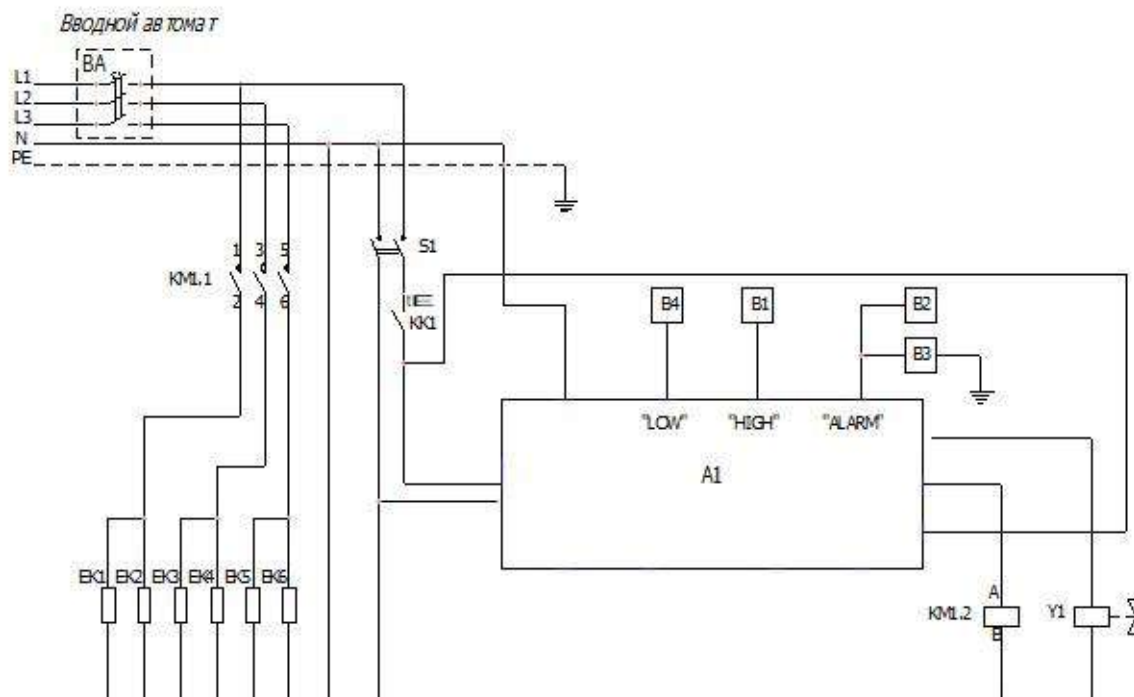 Вводной автомат
ВА
L1
L2
L3
N
PE
1 3 5
KM1.1
2 4 6
S1
KK1
B4 B1 B2
B3
"LOW" "HIGH" "ALARM"
A1
EK1 EK2 EK3 EK4 EK5 EK6
A
KM1.2 Y1
B